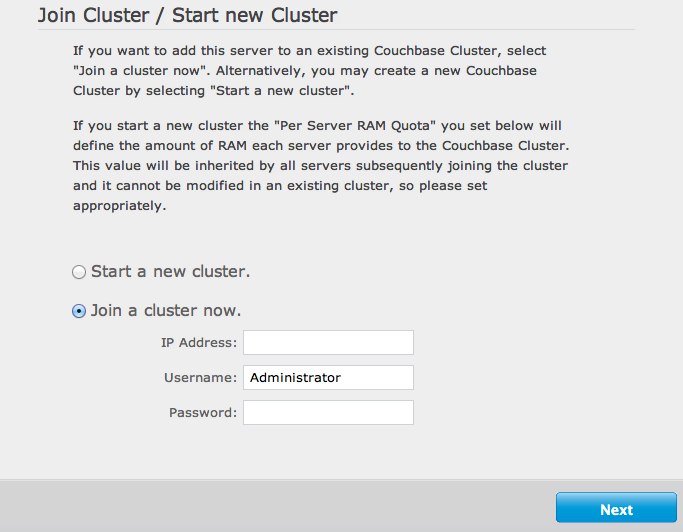 Join Cluster / Start new Cluster
If you want to add this server to an existing Couchbase Cluster, select
"Join a cluster now". Alternatively, you may create a new Couchbase
Cluster by selecting "Start a new cluster".
If you start a new cluster the "Per Server RAM Quota" you set below will
define the amount of RAM each server provides to the Couchbase Cluster.
This value will be inherited by all servers subsequently joining the cluster
and it cannot be modified in an existing cluster, so please set
appropriately.
Start a new cluster.
Join a cluster now.
IP Address:
Username: Administrator
Password:
Next